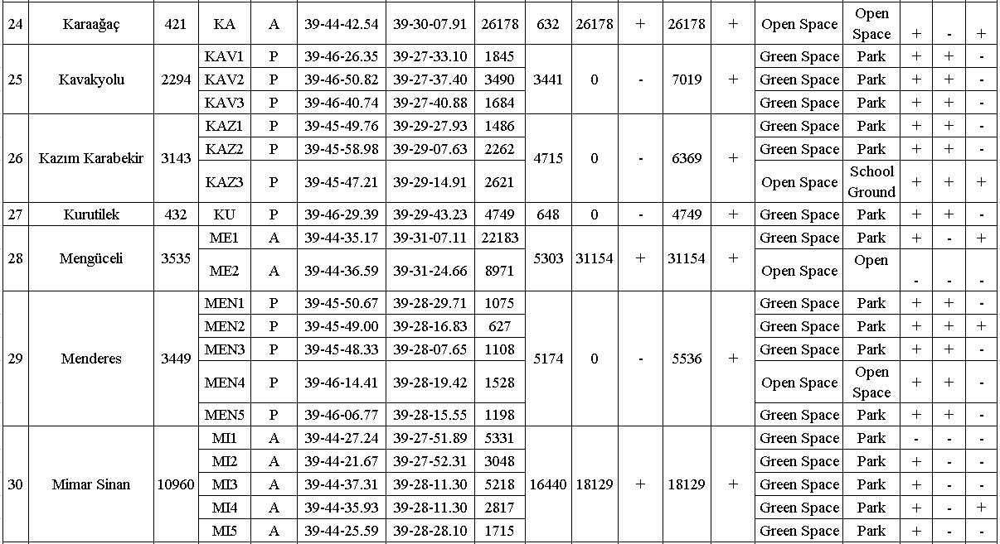 24 Karaağaç 421 KA A 39-44-42.54 39-30-07.91 26178 632 26178 + 26178 + Open Space Open Space + - +
25 Kavakyolu 2294 KAV1 P 39-46-26.35 39-27-33.10 1845 3441 0 - 7019 + Green Space Park + + -
KAV2 P 39-46-50.82 39-27-37.40 3490 Green Space Park + + -
KAV3 P 39-46-40.74 39-27-40.88 1684 Green Space Park + + -
26 Kazım Karabekir 3143 KAZ1 P 39-45-49.76 39-29-27.93 1486 4715 0 - 6369 + Green Space Park + + -
KAZ2 P 39-45-58.98 39-29-07.63 2262 Green Space Park + + -
KAZ3 P 39-45-47.21 39-29-14.91 2621 Open Space School Ground + + +
27 Kurutilek 432 KU P 39-46-29.39 39-29-43.23 4749 648 0 - 4749 + Green Space Park + + -
28 Mengüceli 3535 ME1 A 39-44-35.17 39-31-07.11 22183 5303 31154 + 31154 + Green Space Park + - +
ME2 A 39-44-36.59 39-31-24.66 8971 Open Space Open - - -
29 Menderes 3449 MEN1 P 39-45-50.67 39-28-29.71 1075 5174 0 - 5536 + Green Space Park + + -
MEN2 P 39-45-49.00 39-28-16.83 627 Green Space Park + + +
MEN3 P 39-45-48.33 39-28-07.65 1108 Green Space Park + + -
MEN4 P 39-46-14.41 39-28-19.42 1528 Open Space Open Space + + -
MEN5 P 39-46-06.77 39-28-15.55 1198 Green Space Park + + -
30 Mimar Sinan 10960 MI1 A 39-44-27.24 39-27-51.89 5331 16440 18129 + 18129 + Green Space Park - - -
MI2 A 39-44-21.67 39-27-52.31 3048 Green Space Park + - -
MI3 A 39-44-37.31 39-28-11.30 5218 Green Space Park + - -
MI4 A 39-44-35.93 39-28-11.30 2817 Green Space Park + - +
MI5 A 39-44-25.59 39-28-28.10 1715 Green Space Park + - -